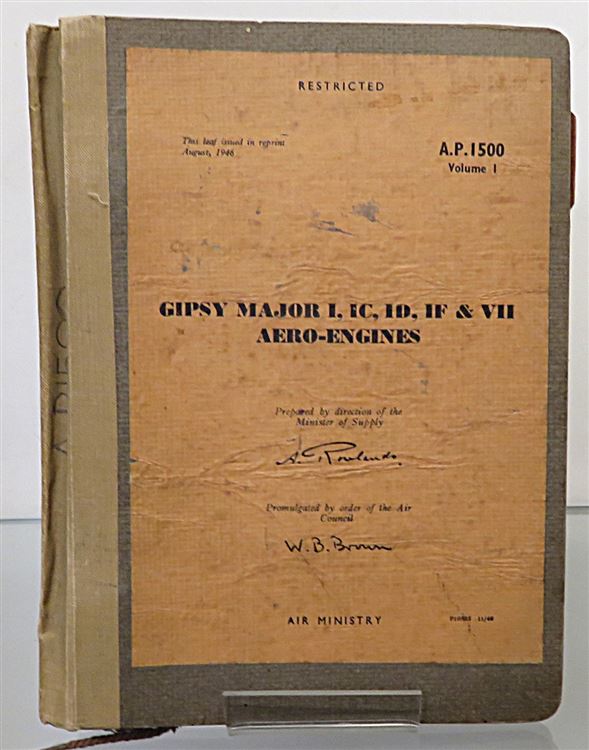 RESTRICTED
This leaf issued in reprint
August, 1946
A.P.1500
Volume I
GIPSY MAJOR I, IC, ID, IF & VII
AERO-ENGINES
Prepared by direction of the
Minister of Supply
A. Rowlands
Promulgated by order of the Air
Council
W. B. Brown
AIR MINISTRY